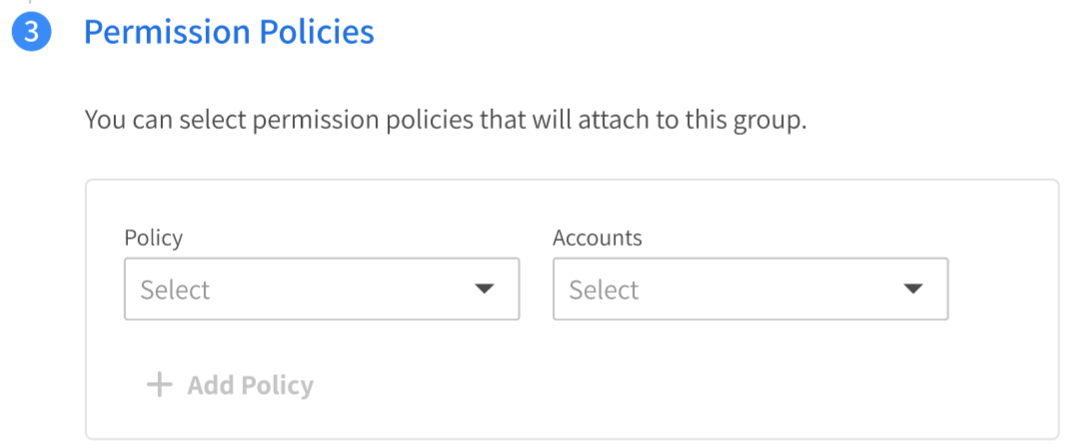 3 Permission Policies
You can select permission policies that will attach to this group.
Policy Accounts
Select Select
+ Add Policy